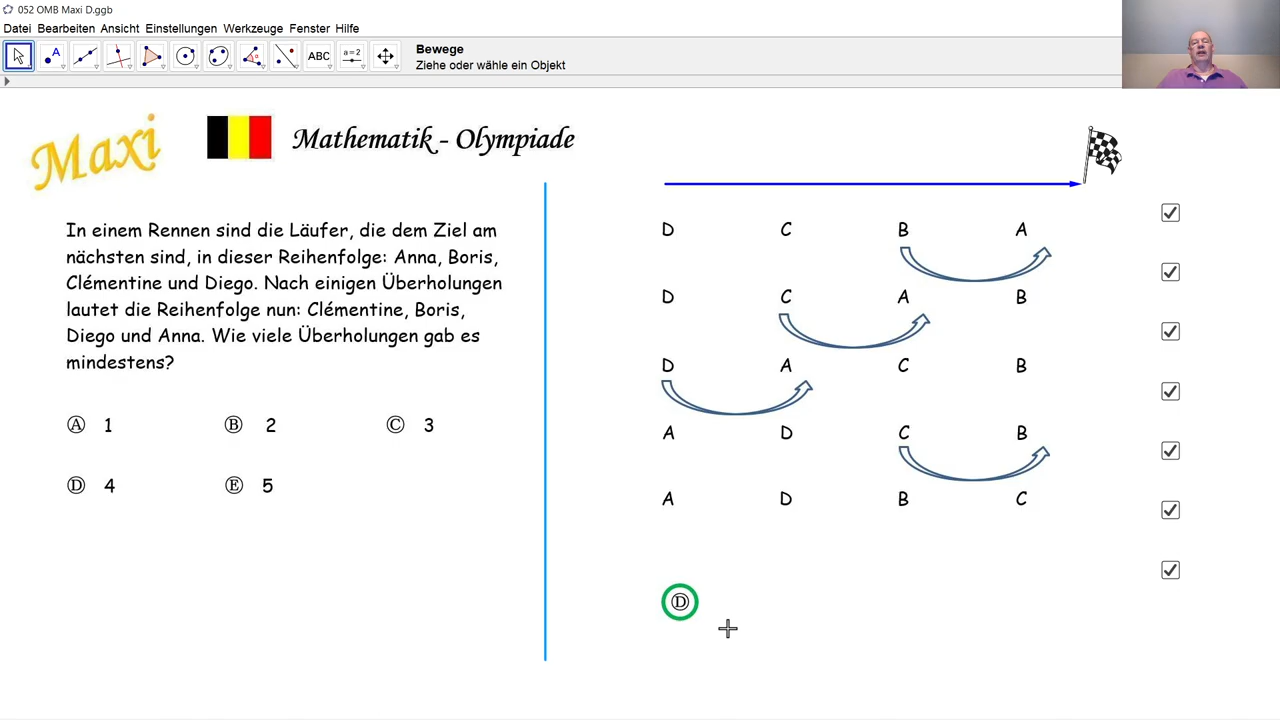 052 OMB Maxi D.ggb
Datei Bearbeiten Ansicht Einstellungen Werkzeuge Fenster Hilfe
A
ABC
a=2
Bewege
Ziehe oder wähle ein Objekt
Maxi
Mathematik - Olympiade
In einem Rennen sind die Läufer, die dem Ziel am
nächsten sind, in dieser Reihenfolge: Anna, Boris,
Clémentine und Diego. Nach einigen Überholungen
lautet die Reihenfolge nun: Clémentine, Boris,
Diego und Anna. Wie viele Überholungen gab es
mindestens?
Ⓐ 1 Ⓑ 2 Ⓒ 3
Ⓓ 4 Ⓔ 5
D C B A
D C A B
D A C B
A D C B
A D B C
Ⓓ